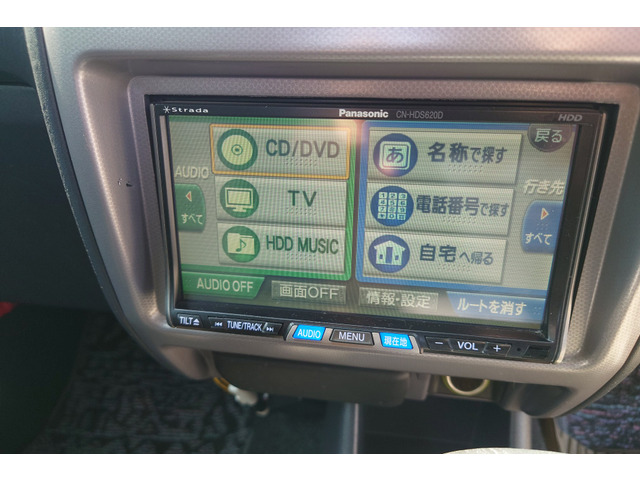 Strada
Panasonic CN-HDS620D
HDD
戻る
AUDIO
CD/DVD
TV
HDD MUSIC
すべて
あ
名称で探す
電話番号で探す
自宅へ帰る
行き先
すべて
AUDIO OFF
画面OFF
情報・設定
ルートを消す
TILT
TUNE/TRACK
AUDIO
MENU
現在地
− VOL +